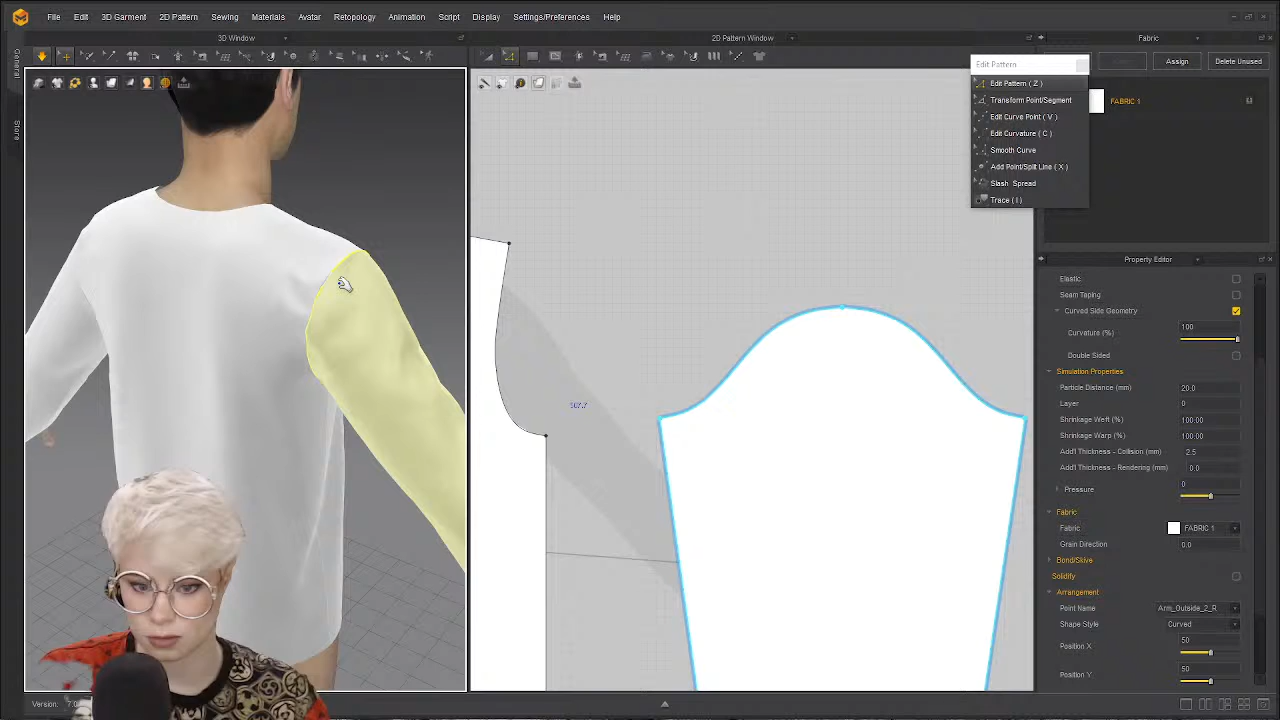 File Edit 3D Garment 2D Pattern Sewing Materials Avatar Retopology Animation Script Display Settings/Preferences Help
3D Window
2D Pattern Window
Fabric
General
Store
Edit Pattern
Edit Pattern ( Z )
Transform Point/Segment
Edit Curve Point ( V )
Edit Curvature ( C )
Smooth Curve
Add Point/Split Line ( X )
Slash Spread
Trace ( I )
Assign
Delete Unused
FABRIC 1
Property Editor
Elastic
Seam Taping
Curved Side Geometry
Curvature (%) 100
Double Sided
Simulation Properties
Particle Distance (mm) 20.0
Layer 0
Shrinkage Weft (%) 100.00
Shrinkage Warp (%) 100.00
Add'l Thickness - Collision (mm) 2.5
Add'l Thickness - Rendering (mm) 0.0
Pressure 0
Fabric
Fabric FABRIC 1
Grain Direction 0.0
Bond/Skive
Solidify
Arrangement
Point Name Arm_Outside_2_R
Shape Style Curved
Position X 50
Position Y 50
Version: